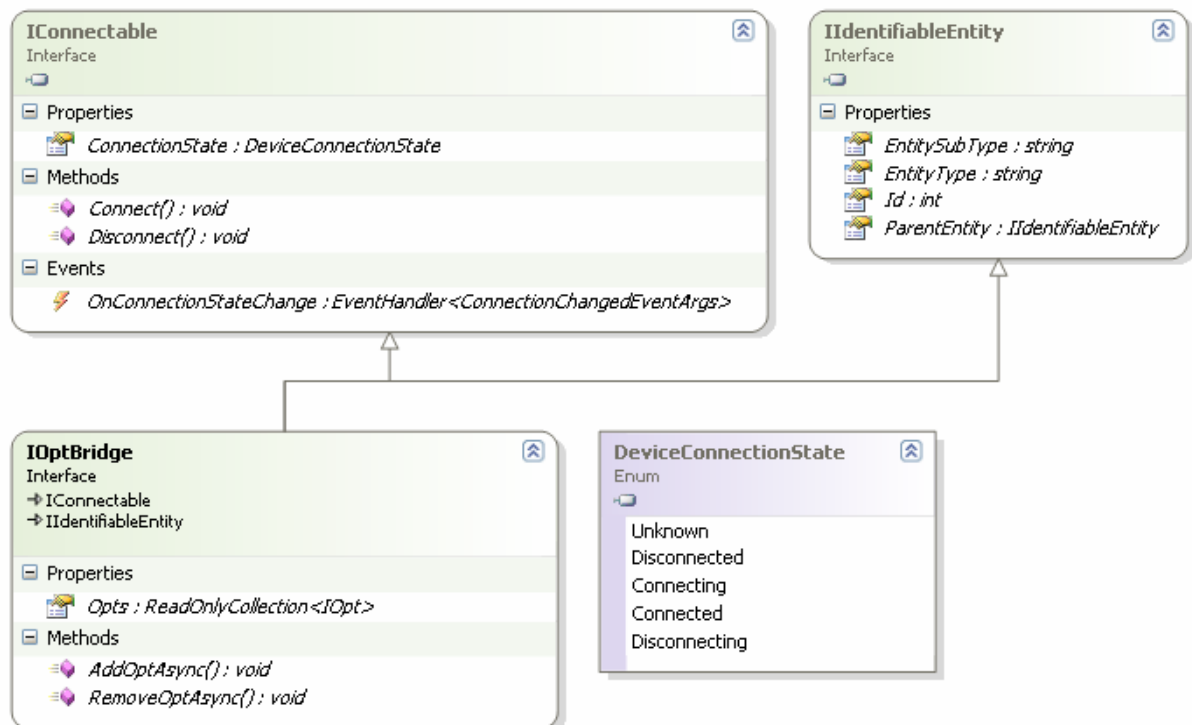 IConnectable
Interface
Properties
ConnectionState : DeviceConnectionState
Methods
Connect() : void
Disconnect() : void
Events
OnConnectionStateChange : EventHandler<ConnectionChangedEventArgs>
IIdentifiableEntity
Interface
Properties
EntitySubType : string
EntityType : string
Id : int
ParentEntity : IIdentifiableEntity
IOptBridge
Interface
IConnectable
IIdentifiableEntity
Properties
Opts : ReadOnlyCollection<IOpt>
Methods
AddOptAsync() : void
RemoveOptAsync() : void
DeviceConnectionState
Enum
Unknown
Disconnected
Connecting
Connected
Disconnecting